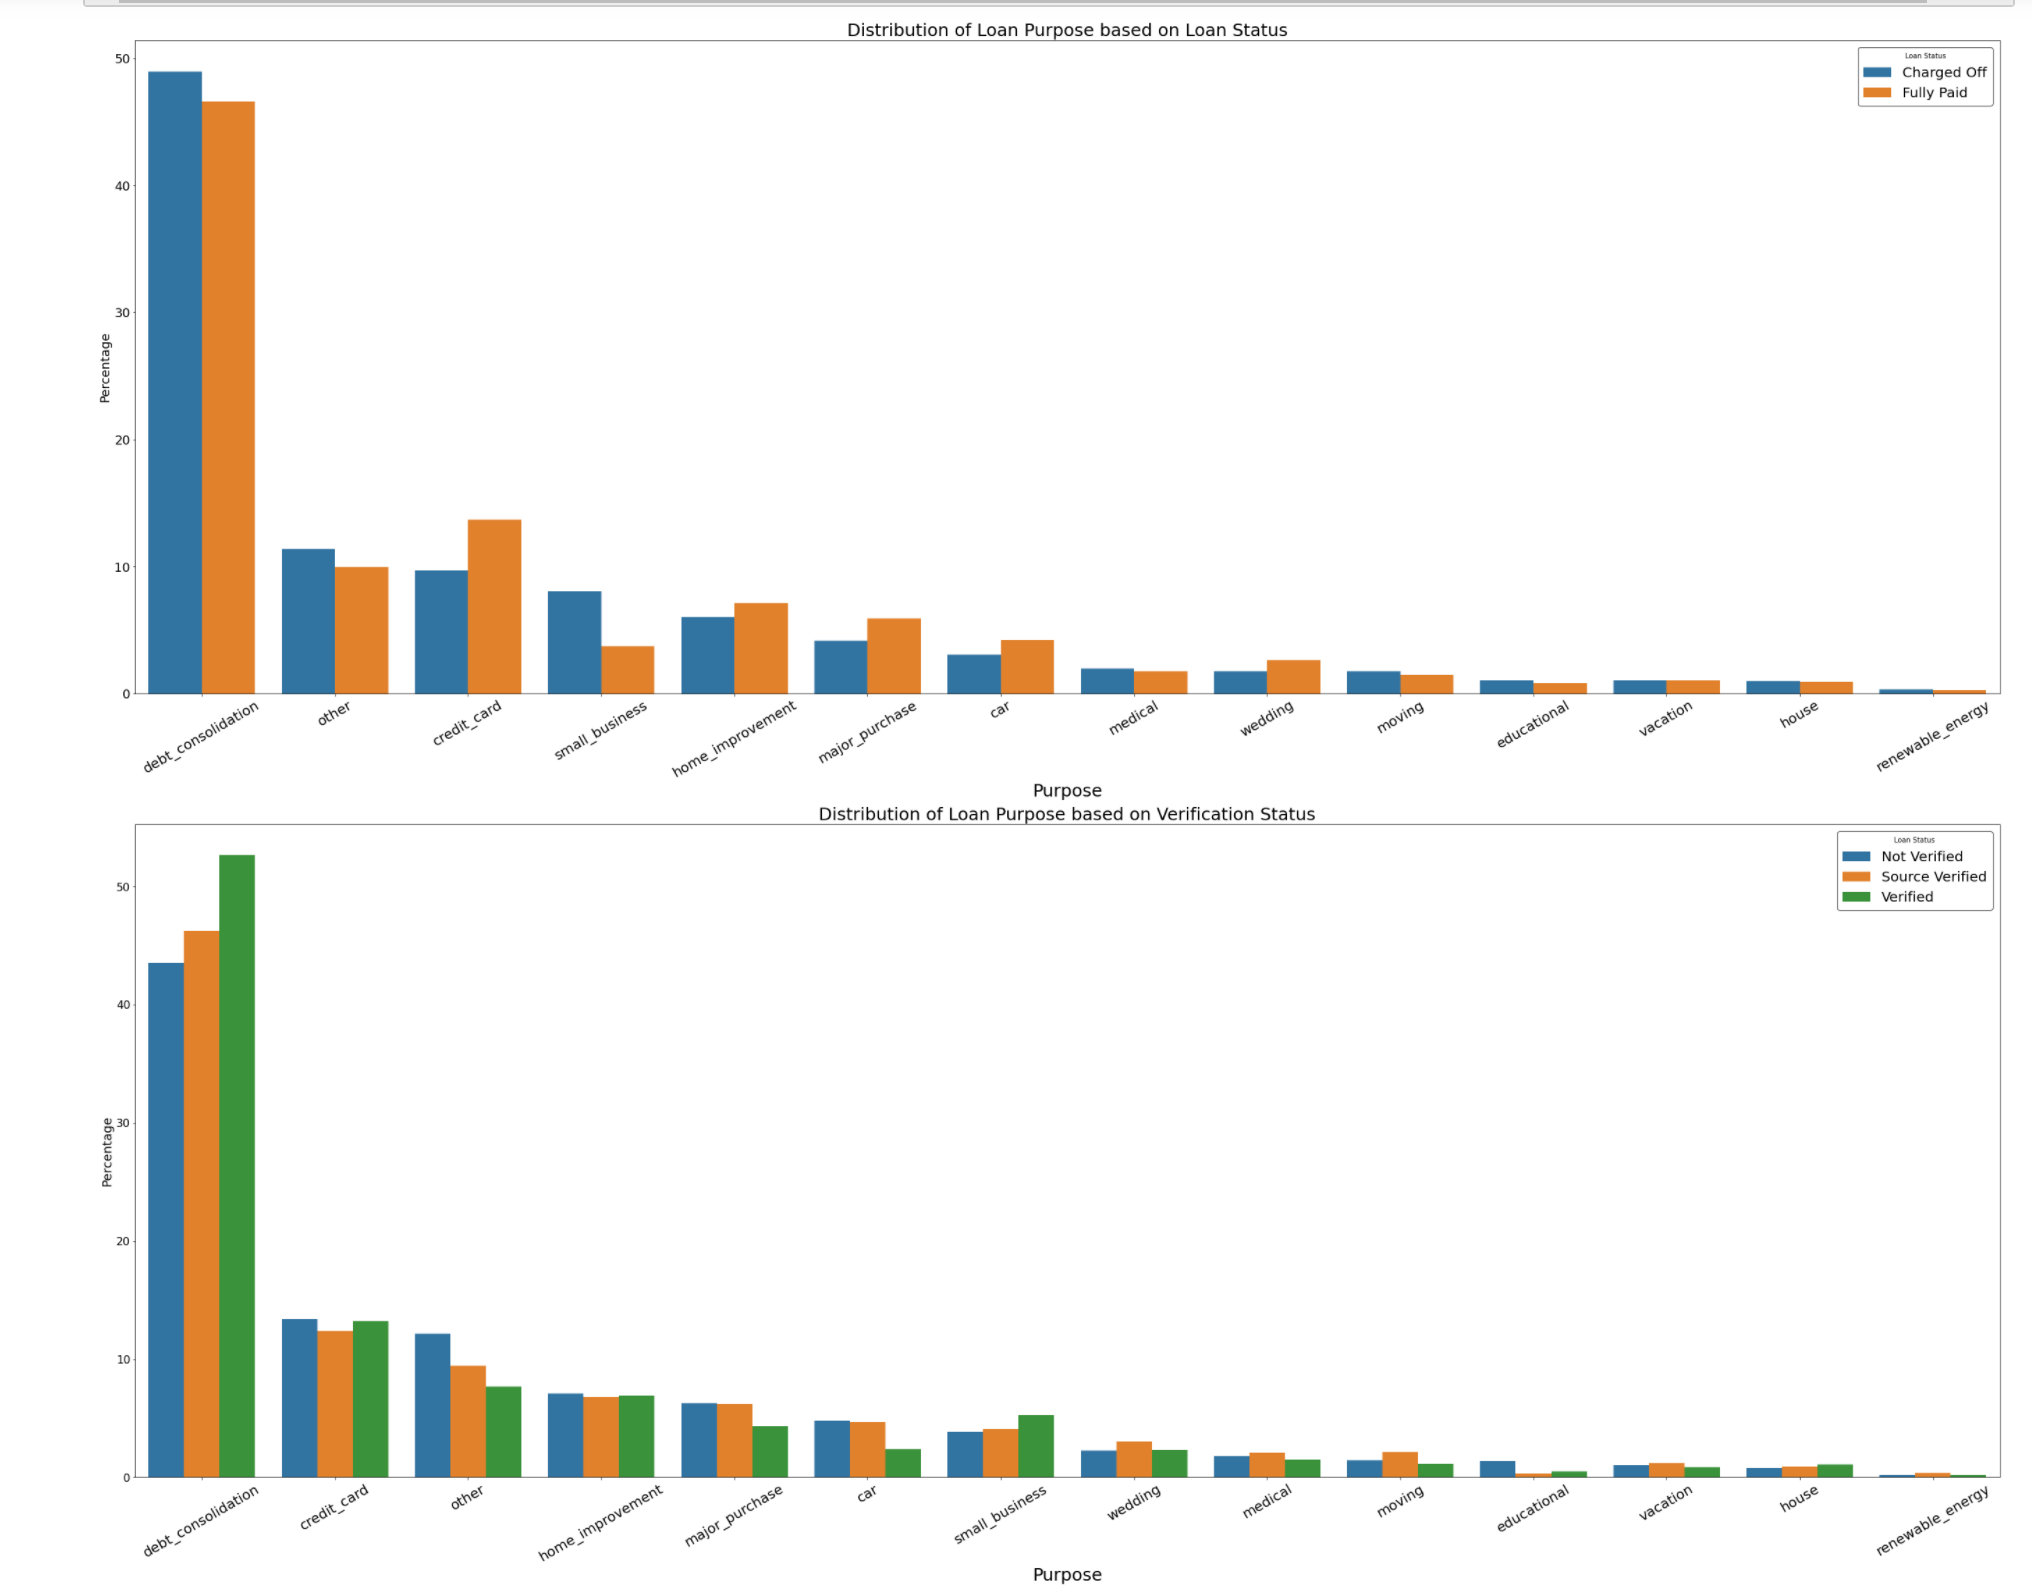 Distribution of Loan Purpose based on Loan Status
Loan Status
Charged Off
Fully Paid
50
40
30
20
10
0
Percentage
debt_consolidation
other
credit_card
small_business
home_improvement
major_purchase
car
medical
wedding
moving
educational
vacation
house
renewable_energy
Purpose
Distribution of Loan Purpose based on Verification Status
Loan Status
Not Verified
Source Verified
Verified
50
40
30
20
10
0
Percentage
debt_consolidation
credit_card
other
home_improvement
major_purchase
car
small_business
wedding
medical
moving
educational
vacation
house
renewable_energy
Purpose